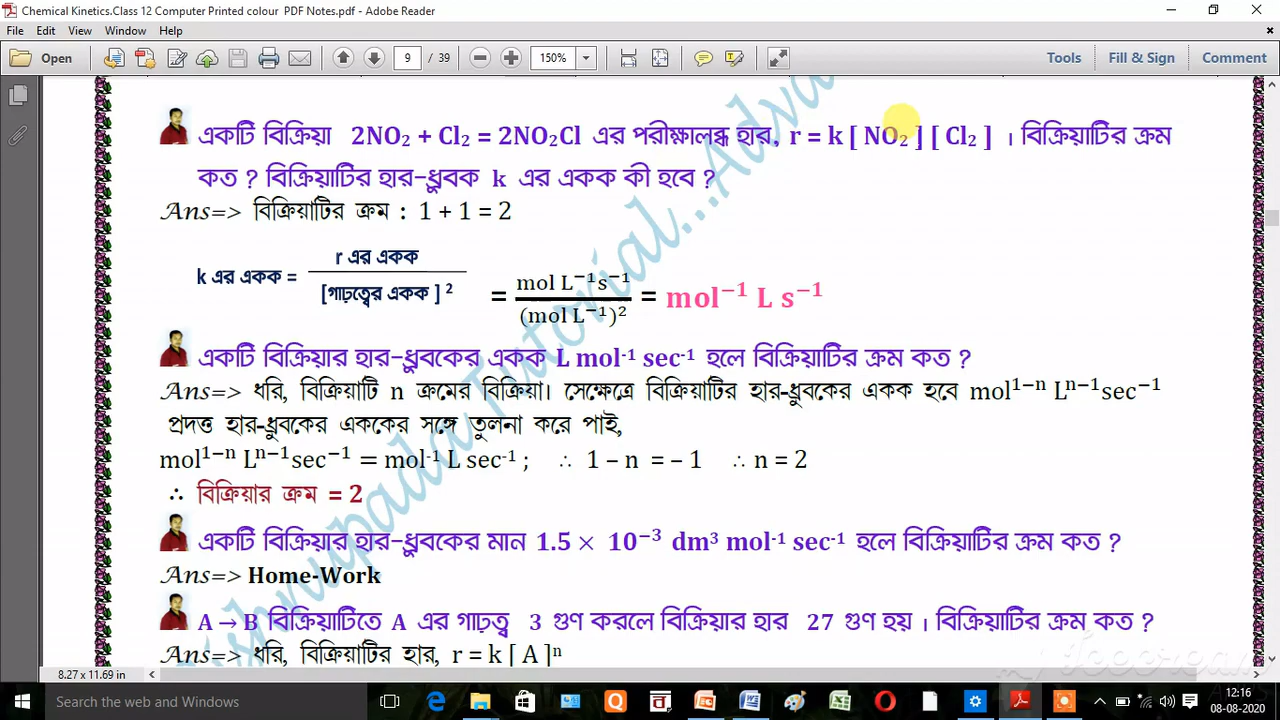 Chemical Kinetics.Class 12 Computer Printed colour PDF Notes.pdf - Adobe Reader
File Edit View Window Help
Open 9 / 39 150% Tools Fill & Sign Comment
একটি বিক্রিয়া 2NO₂ + Cl₂ = 2NO₂Cl এর পরীক্ষালব্ধ হার, r = k [ NO₂ ] [ Cl₂ ] । বিক্রিয়াটির ক্রম
কত ? বিক্রিয়াটির হার-ধ্রুবক k এর একক কী হবে ?
Ans=> বিক্রিয়াটির ক্রম : 1 + 1 = 2
k এর একক = r এর একক / [গাঢ়ত্বের একক ] ² = mol L⁻¹s⁻¹ / (mol L⁻¹)² = mol⁻¹ L s⁻¹
একটি বিক্রিয়ার হার-ধ্রুবকের একক L mol⁻¹ sec⁻¹ হলে বিক্রিয়াটির ক্রম কত ?
Ans=> ধরি, বিক্রিয়াটি n ক্রমের বিক্রিয়া। সেক্ষেত্রে বিক্রিয়াটির হার-ধ্রুবকের একক হবে mol¹⁻ⁿ Lⁿ⁻¹sec⁻¹
প্রদত্ত হার-ধ্রুবকের এককের সঙ্গে তুলনা করে পাই,
mol¹⁻ⁿ Lⁿ⁻¹sec⁻¹ = mol⁻¹ L sec⁻¹ ; ∴ 1 – n = – 1 ∴ n = 2
∴ বিক্রিয়ার ক্রম = 2
একটি বিক্রিয়ার হার-ধ্রুবকের মান 1.5 × 10⁻³ dm³ mol⁻¹ sec⁻¹ হলে বিক্রিয়াটির ক্রম কত ?
Ans=> Home-Work
A → B বিক্রিয়াটিতে A এর গাঢ়ত্ব 3 গুণ করলে বিক্রিয়ার হার 27 গুণ হয় । বিক্রিয়াটির ক্রম কত ?
Ans=> ধরি, বিক্রিয়াটির হার, r = k [ A ]ⁿ
8.27 x 11.69 in
Search the web and Windows
12:16
08-08-2020